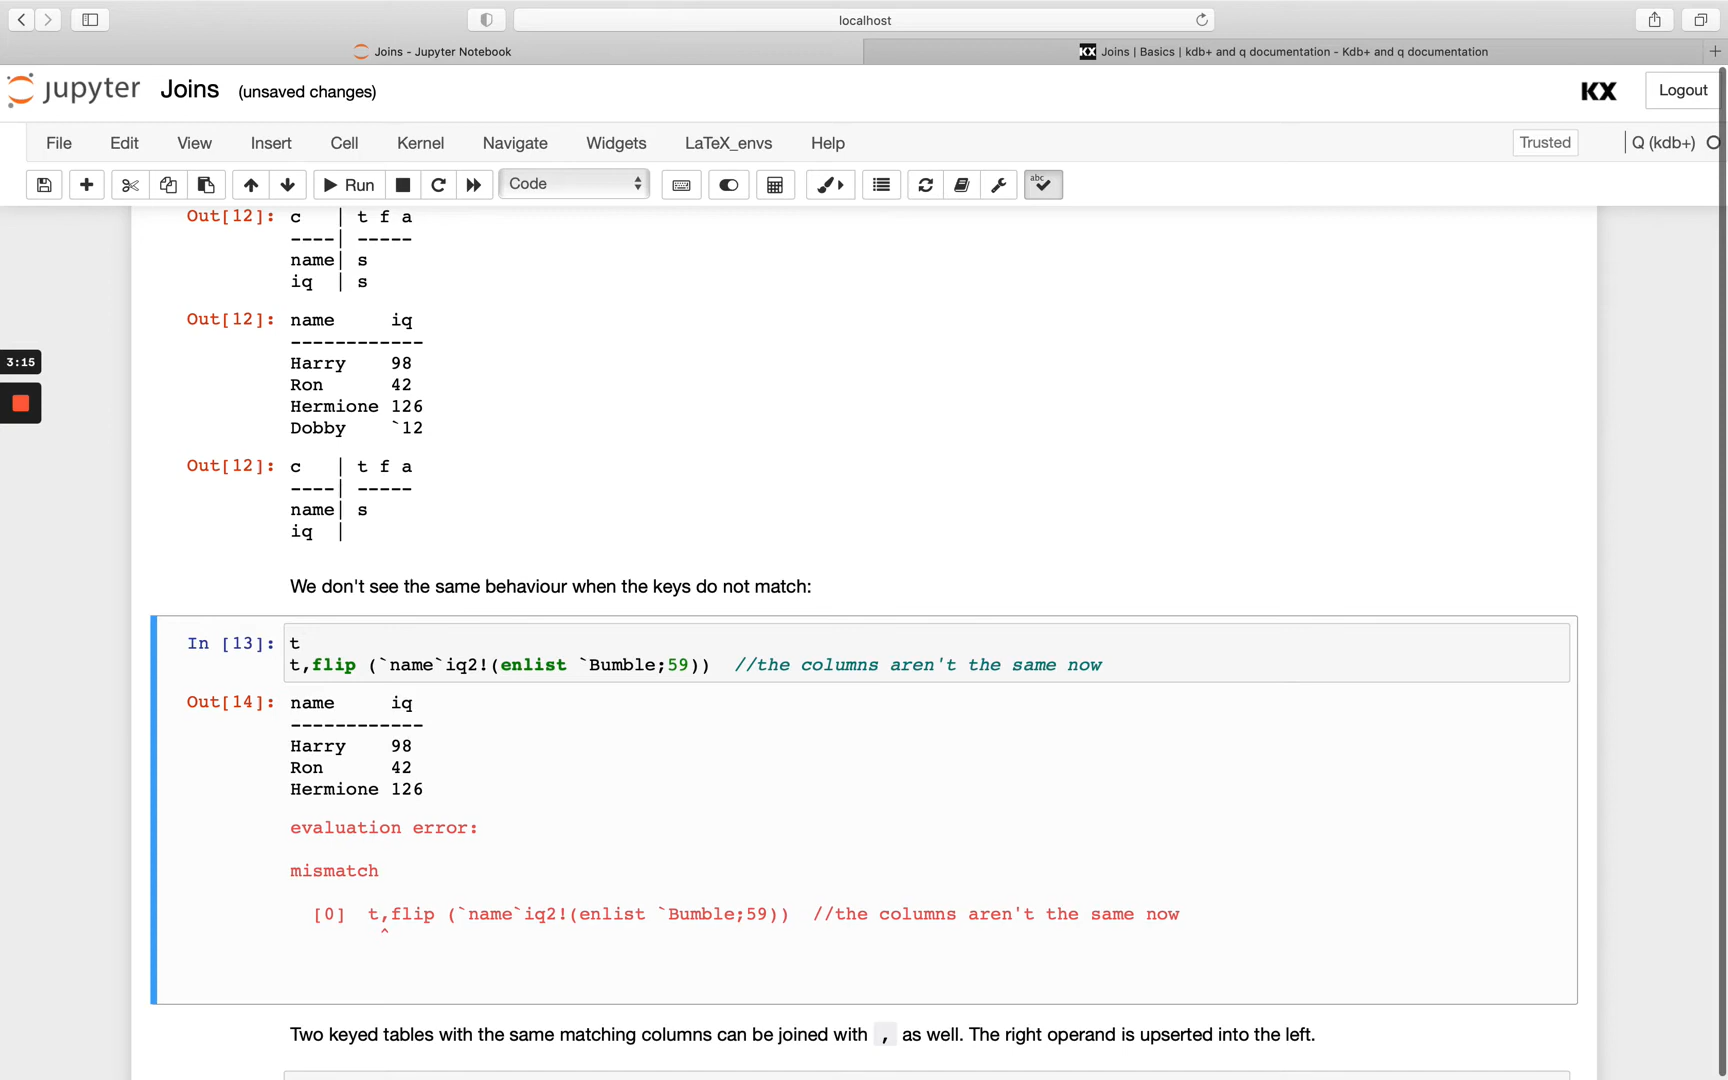 localhost
Joins - Jupyter Notebook
KX Joins | Basics | kdb+ and q documentation - Kdb+ and q documentation
jupyter Joins (unsaved changes)
KX
Logout
File Edit View Insert Cell Kernel Navigate Widgets LaTeX_envs Help
Trusted
Q (kdb+)
Run
Code
abc
Out[12]: c | t f a
----| -----
name| s
iq | s
Out[12]: name iq
------------
Harry 98
Ron 42
Hermione 126
Dobby `12
3:15
Out[12]: c | t f a
----| -----
name| s
iq |
We don't see the same behaviour when the keys do not match:
In [13]: t
t,flip (`name`iq2!(enlist `Bumble;59)) //the columns aren't the same now
Out[14]: name iq
------------
Harry 98
Ron 42
Hermione 126
evaluation error:
mismatch
[0] t,flip (`name`iq2!(enlist `Bumble;59)) //the columns aren't the same now
^
Two keyed tables with the same matching columns can be joined with , as well. The right operand is upserted into the left.